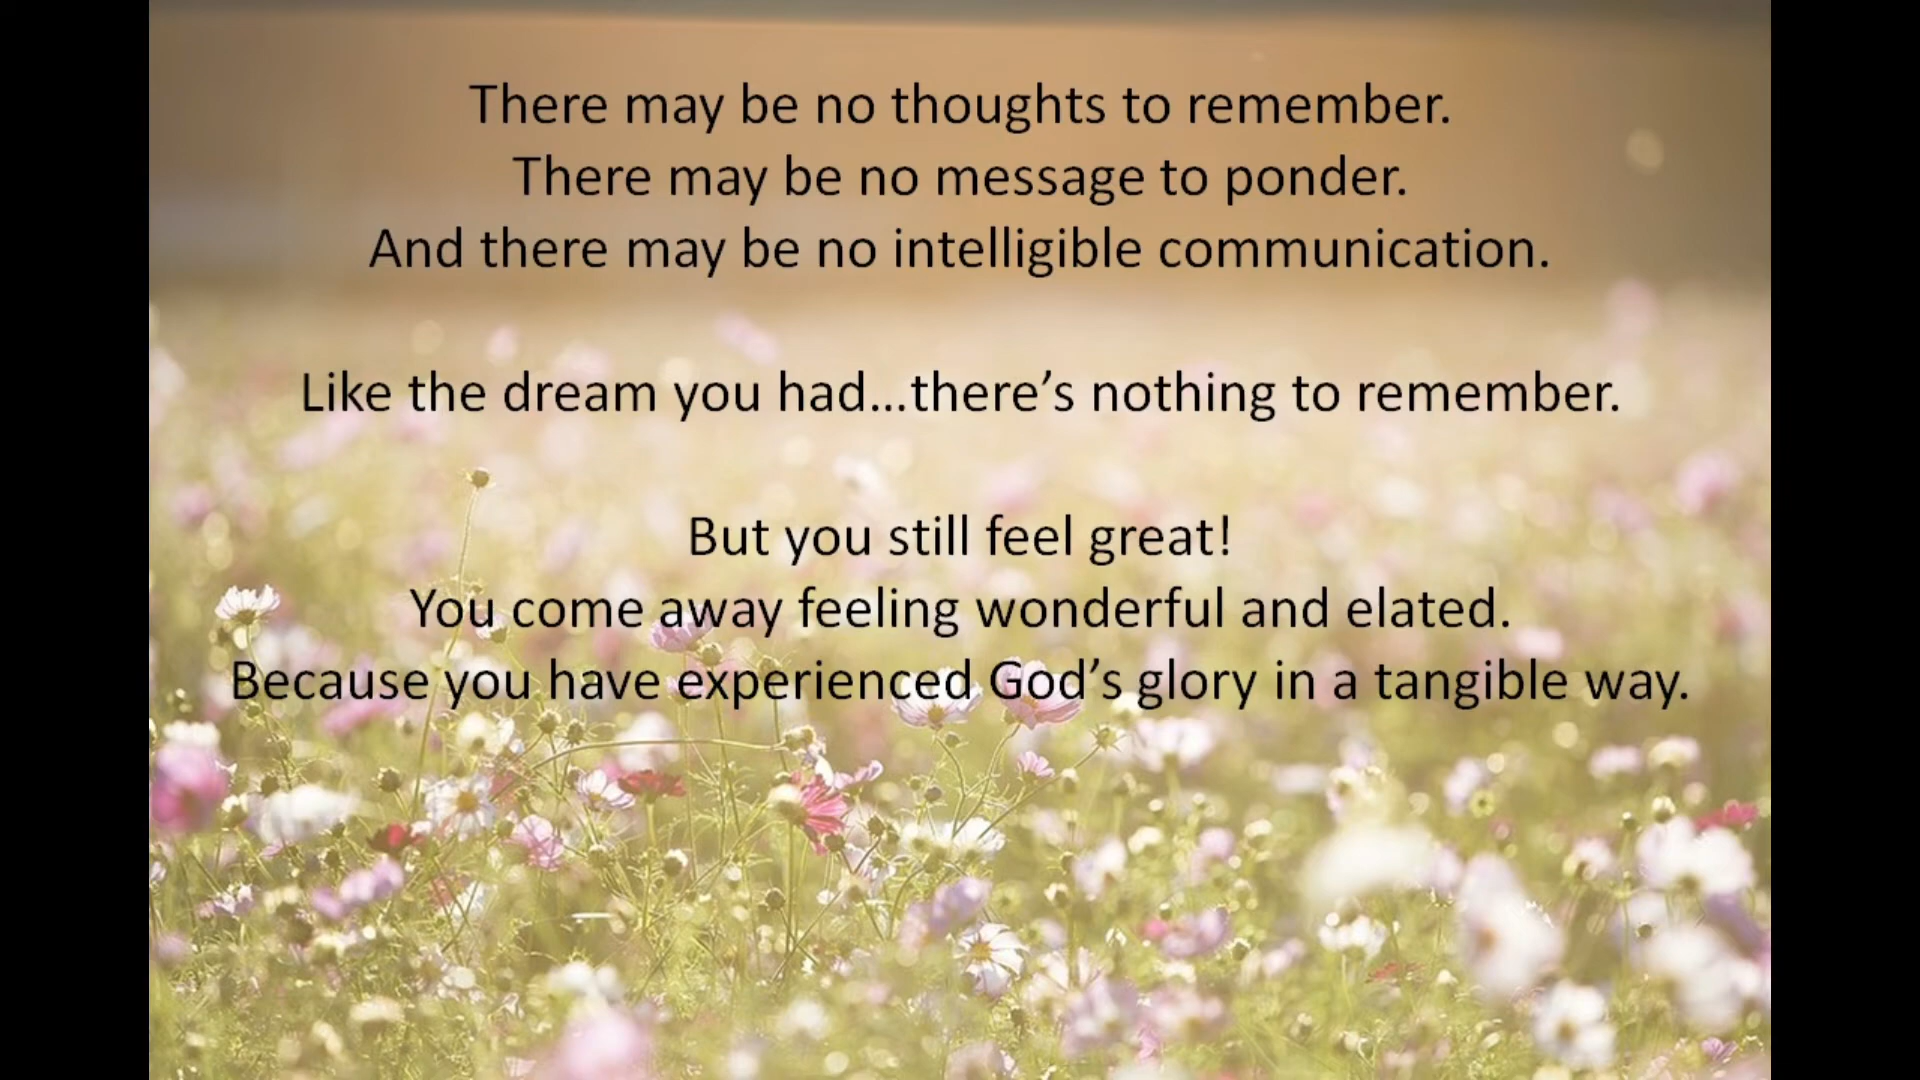 There may be no thoughts to remember.
There may be no message to ponder.
And there may be no intelligible communication.
Like the dream you had...there’s nothing to remember.
But you still feel great!
You come away feeling wonderful and elated.
Because you have experienced God’s glory in a tangible way.